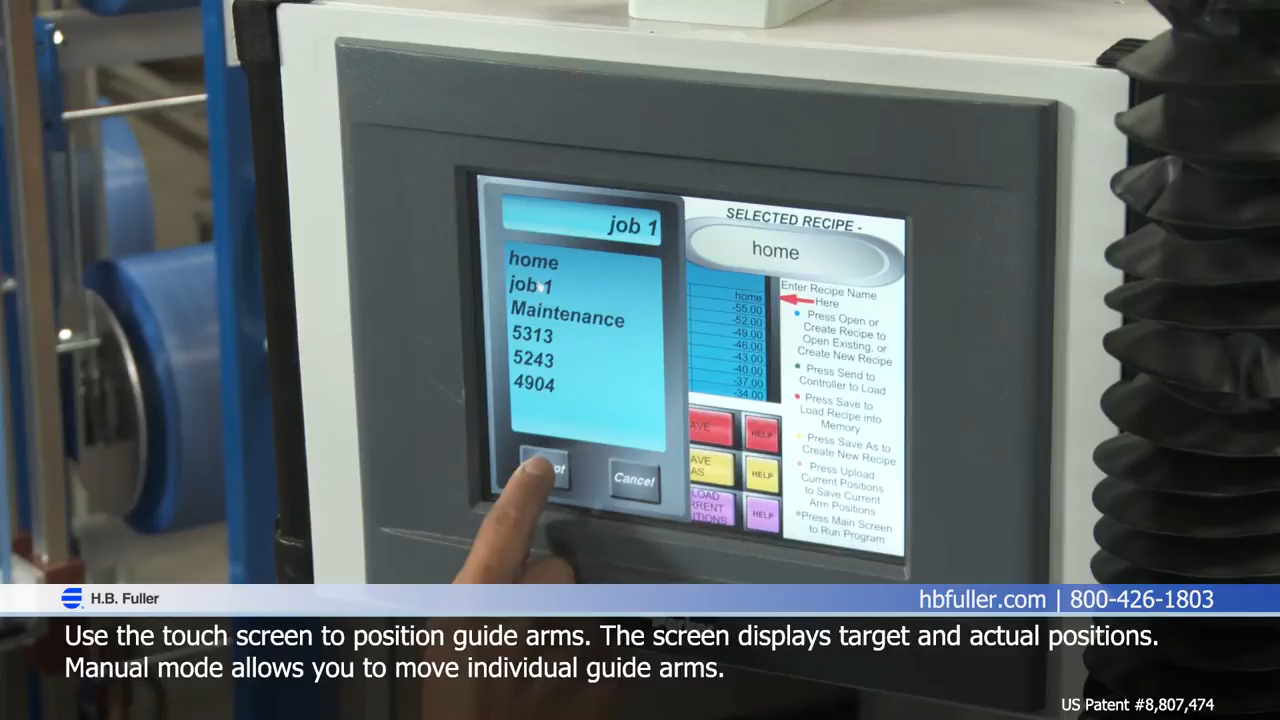 job 1
home
job 1
Maintenance
5313
5243
4904
Cancel
SELECTED RECIPE -
home
home
-55.00
-52.00
-49.00
-46.00
-43.00
-40.00
-37.00
-34.00
Enter Recipe Name
Here
Press Open or
Create Recipe to
Open Existing, or
Create New Recipe
Press Send to
Controller to Load
Press Save to
Load Recipe into
Memory
Press Save As to
Create New Recipe
Press Upload
Current Positions
to Save Current
Arm Positions
*Press Main Screen
to Run Program
HELP
AS
HELP
HELP
H.B. Fuller
hbfuller.com | 800-426-1803
Use the touch screen to position guide arms. The screen displays target and actual positions.
Manual mode allows you to move individual guide arms.
US Patent #8,807,474